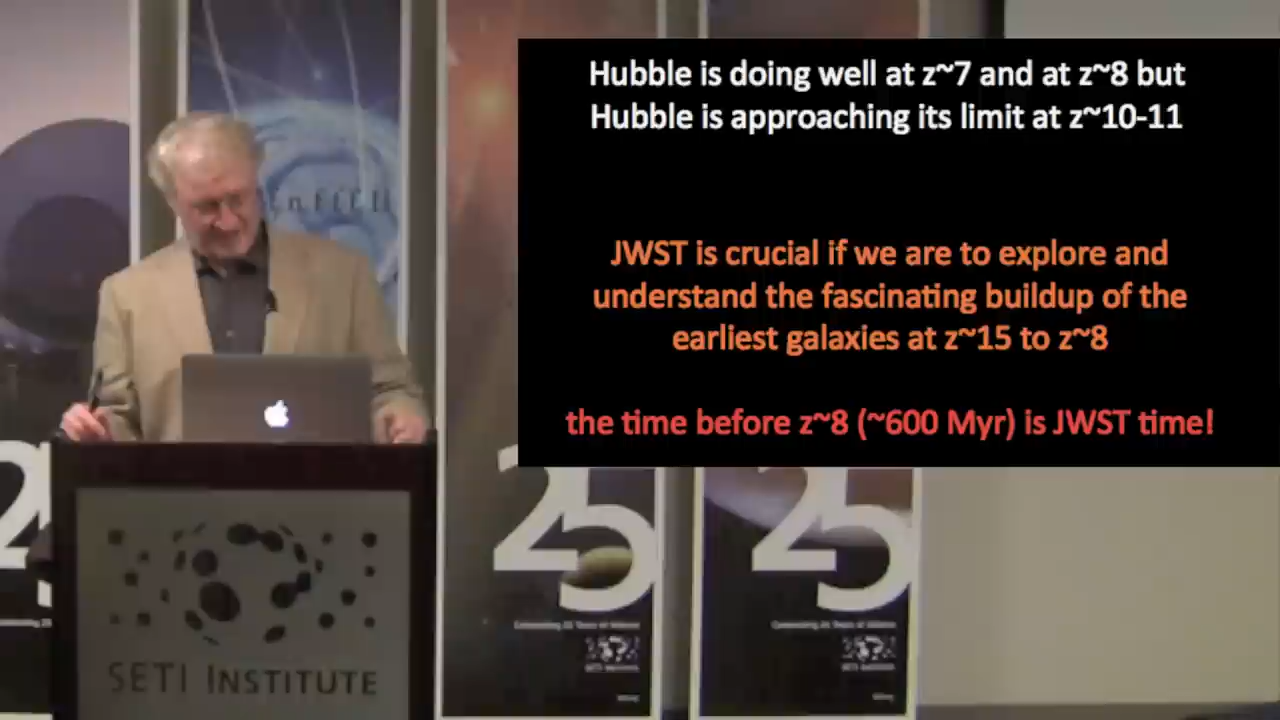 Hubble is doing well at z~7 and at z~8 but
Hubble is approaching its limit at z~10-11
JWST is crucial if we are to explore and
understand the fascinating buildup of the
earliest galaxies at z~15 to z~8
the time before z~8 (~600 Myr) is JWST time!
25
25
2
SETI INSTITUTE